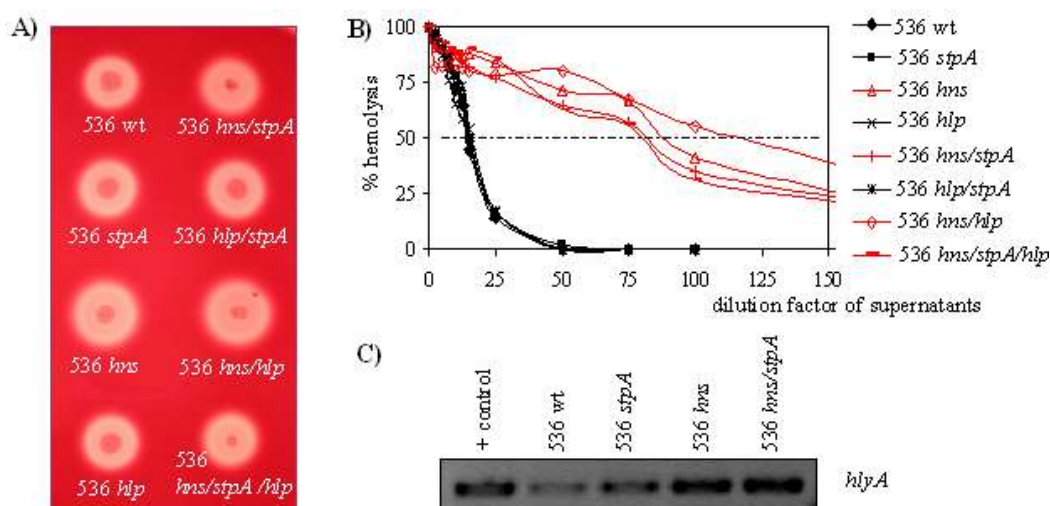 A)
536 wt
536 hns/stpA
536 stpA
536 hlp/stpA
536 hns
536 hns/hlp
536 hlp
536
hns/stpA/hlp
B)
% hemolysis
100
75
50
25
0
0 25 50 75 100 125 150
dilution factor of supernatants
536 wt
536 stpA
536 hns
536 hlp
536 hns/stpA
536 hlp/stpA
536 hns/hlp
536 hns/stpA/hlp
C)
+ control
536 wt
536 stpA
536 hns
536 hns/stpA
hlyA